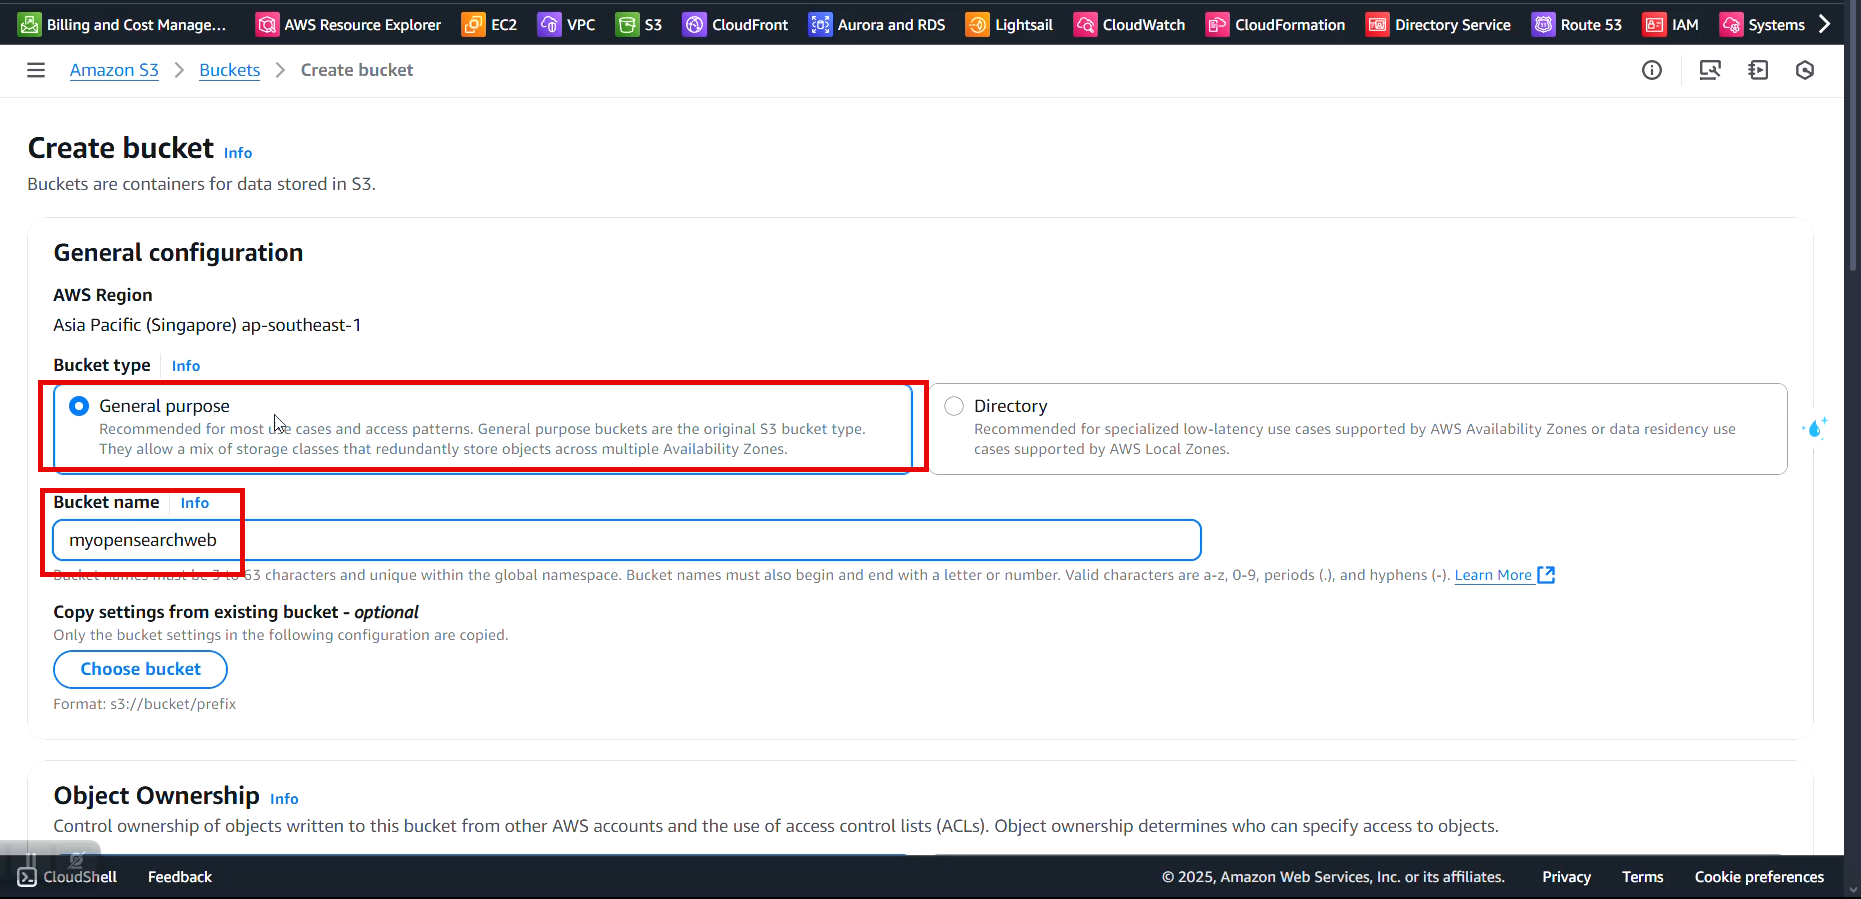 Billing and Cost Manage... AWS Resource Explorer EC2 VPC S3 CloudFront Aurora and RDS Lightsail CloudWatch CloudFormation Directory Service Route 53 IAM Systems
Amazon S3 Buckets Create bucket
Create bucket Info
Buckets are containers for data stored in S3.
General configuration
AWS Region
Asia Pacific (Singapore) ap-southeast-1
Bucket type Info
General purpose
Recommended for most use cases and access patterns. General purpose buckets are the original S3 bucket type.
They allow a mix of storage classes that redundantly store objects across multiple Availability Zones.
Directory
Recommended for specialized low-latency use cases supported by AWS Availability Zones or data residency use
cases supported by AWS Local Zones.
Bucket name Info
myopensearchweb
Bucket names must be 3 to 63 characters and unique within the global namespace. Bucket names must also begin and end with a letter or number. Valid characters are a-z, 0-9, periods (.), and hyphens (-). Learn More
Copy settings from existing bucket - optional
Only the bucket settings in the following configuration are copied.
Choose bucket
Format: s3://bucket/prefix
Object Ownership Info
Control ownership of objects written to this bucket from other AWS accounts and the use of access control lists (ACLs). Object ownership determines who can specify access to objects.
CloudShell Feedback © 2025, Amazon Web Services, Inc. or its affiliates. Privacy Terms Cookie preferences